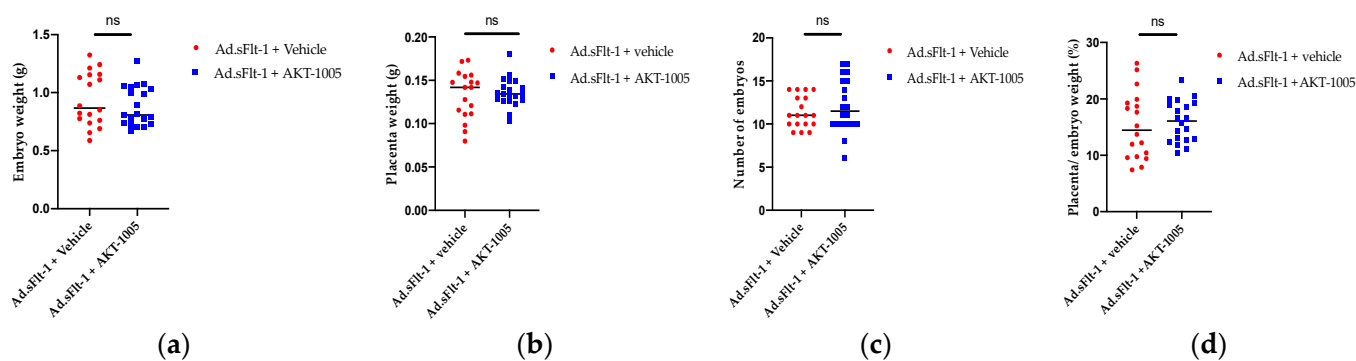 ns
Embryo weight (g)
1.5
1.0
0.5
0.0
Ad.sFlt-1 + Vehicle
Ad.sFlt-1 + AKT-1005
Ad.sFlt-1 + Vehicle
Ad.sFlt-1 + AKT-1005
(a)
ns
Placenta weight (g)
0.20
0.15
0.10
0.05
0.00
Ad.sFlt-1 + vehicle
Ad.sFlt-1 + AKT-1005
Ad.sFlt-1 + vehicle
Ad.sFlt-1 + AKT-1005
(b)
ns
Number of embryos
20
15
10
5
0
Ad.sFlt-1 + Vehicle
Ad.sFlt-1 + AKT-1005
Ad.sFlt-1 + Vehicle
Ad.sFlt-1 + AKT-1005
(c)
ns
Placenta/ embryo weight (%)
30
20
10
0
Ad.sFlt-1 + vehicle
Ad.sFlt-1 +AKT-1005
Ad.sFlt-1 + vehicle
Ad.sFlt-1 +AKT-1005
(d)